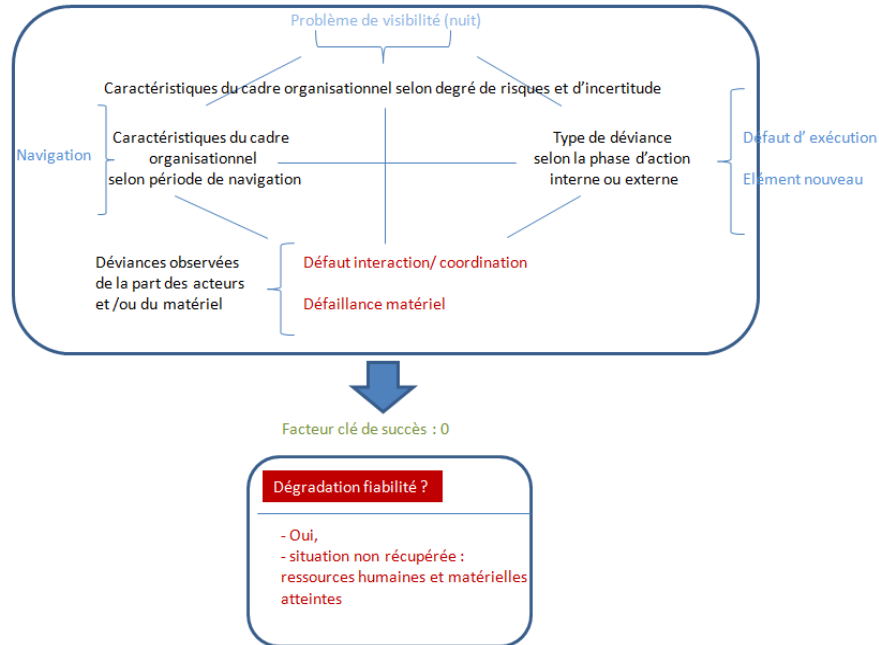 Problème de visibilité (nuit)
Caractéristiques du cadre organisationnel selon degré de risques et d'incertitude
Navigation
Caractéristiques du cadre
organisationnel
selon période de navigation
Type de déviance
selon la phase d'action
interne ou externe
Défaut d' exécution
Elément nouveau
Déviances observées
de la part des acteurs
et /ou du matériel
Défaut interaction/ coordination
Défaillance matériel
Facteur clé de succès : 0
Dégradation fiabilité ?
- Oui,
- situation non récupérée :
ressources humaines et matérielles
atteintes